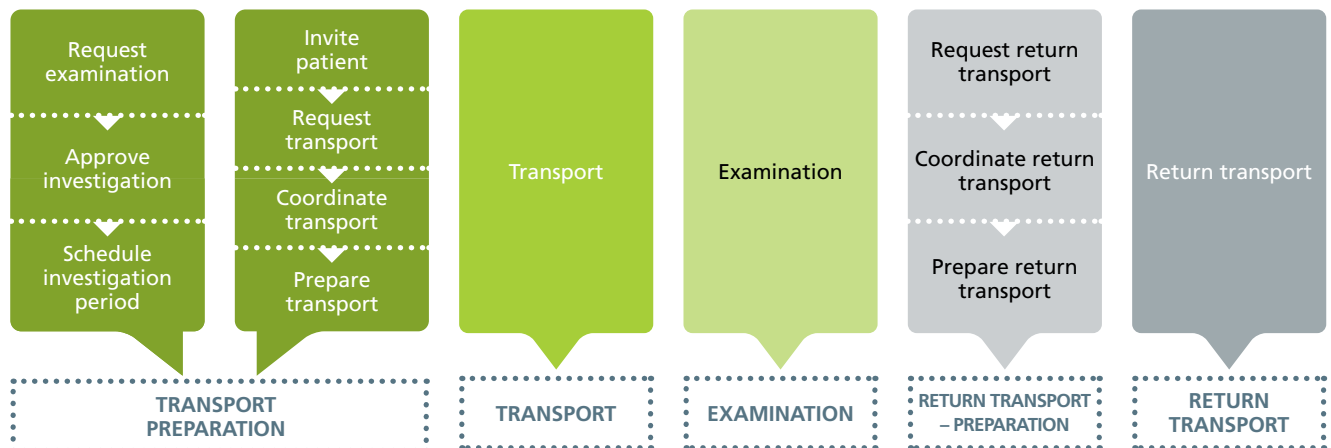 Request
examination
Approve
investigation
Schedule
investigation
period
Invite
patient
Request
transport
Coordinate
transport
Prepare
transport
Transport
Examination
Request return
transport
Coordinate return
transport
Prepare return
transport
Return transport
TRANSPORT
PREPARATION
TRANSPORT
EXAMINATION
RETURN TRANSPORT
– PREPARATION
RETURN
TRANSPORT